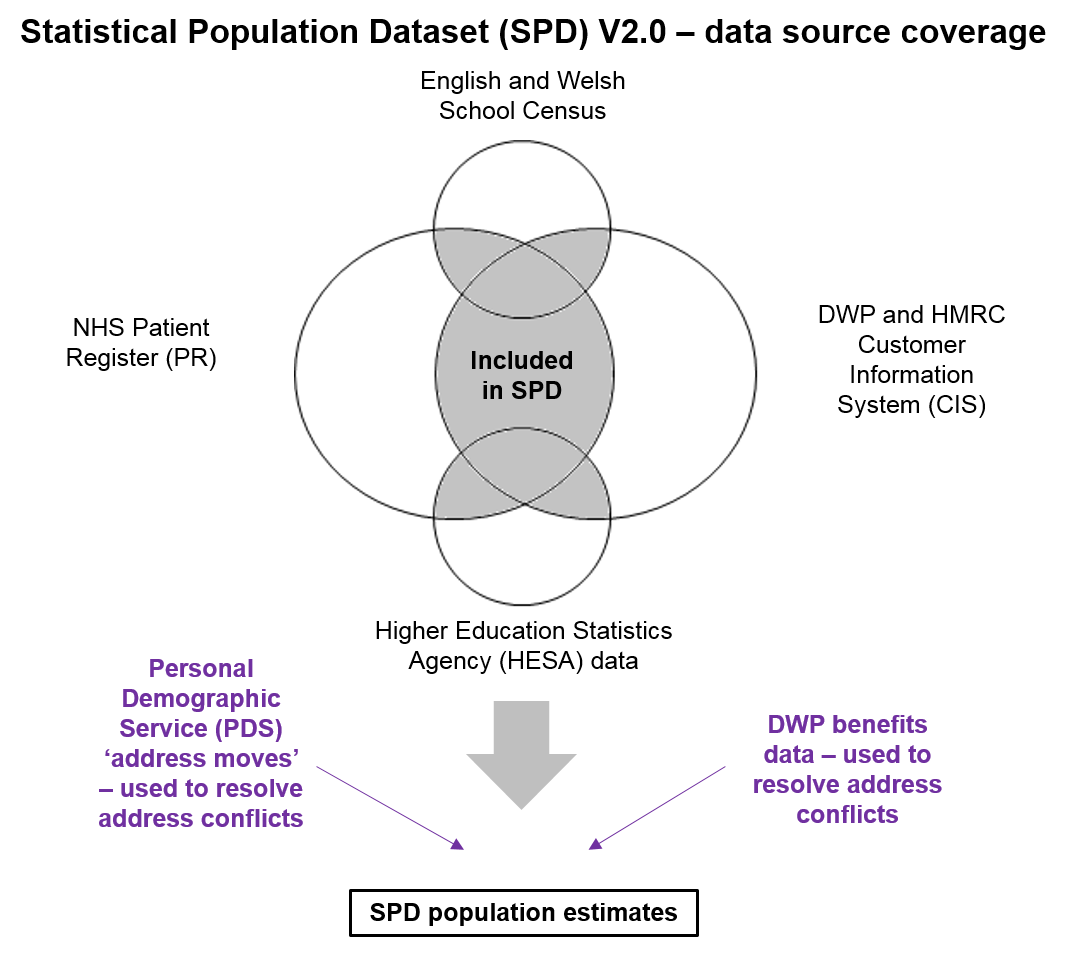 Statistical Population Dataset (SPD) V2.0 – data source coverage
English and Welsh
School Census
NHS Patient
Register (PR)
Included
in SPD
DWP and HMRC
Customer
Information
System (CIS)
Higher Education Statistics
Agency (HESA) data
Personal
Demographic
Service (PDS)
‘address moves’
– used to resolve
address conflicts
DWP benefits
data – used to
resolve address
conflicts
SPD population estimates